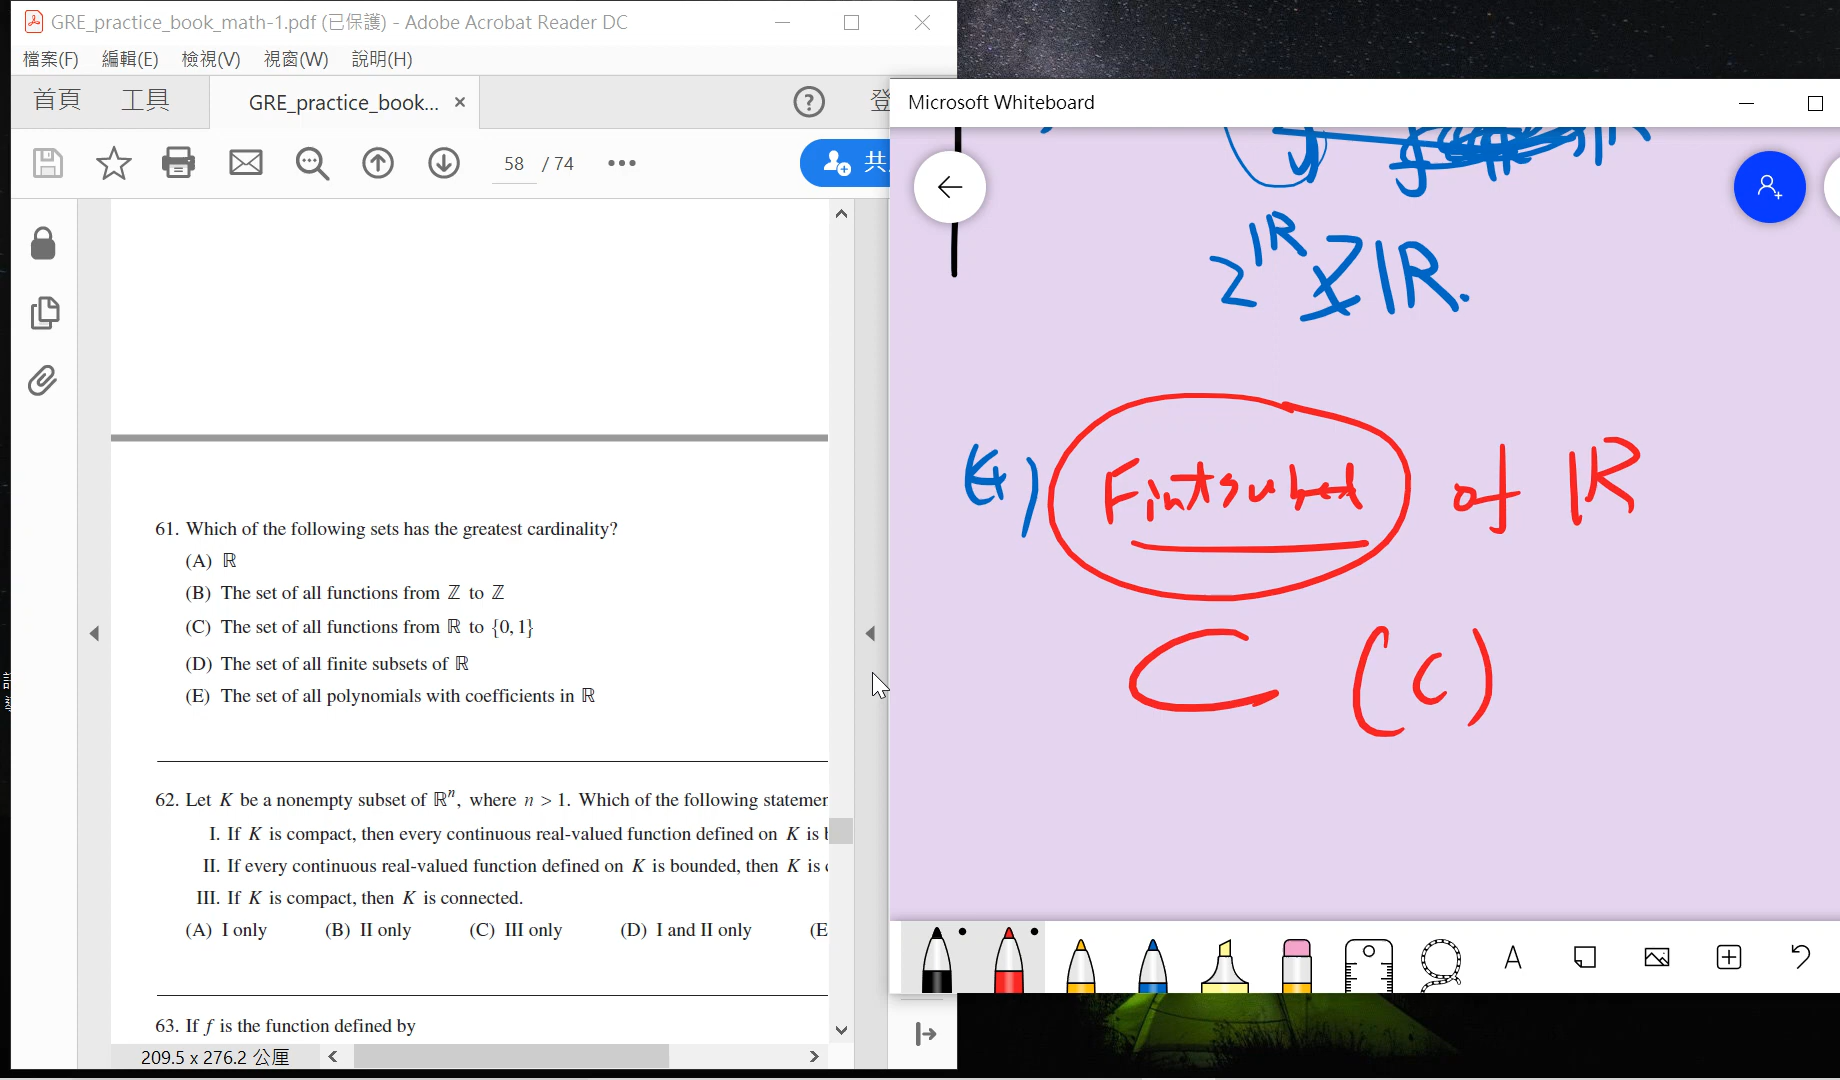 GRE_practice_book_math-1.pdf (已保護) - Adobe Acrobat Reader DC
檔案(F) 編輯(E) 檢視(V) 視窗(W) 說明(H)
首頁 工具 GRE_practice_book... × ? 登
58 / 74 ••• 共
61. Which of the following sets has the greatest cardinality?
(A) ℝ
(B) The set of all functions from ℤ to ℤ
(C) The set of all functions from ℝ to {0, 1}
(D) The set of all finite subsets of ℝ
(E) The set of all polynomials with coefficients in ℝ
62. Let K be a nonempty subset of ℝⁿ, where n > 1. Which of the following
I. If K is compact, then every continuous real-valued function defined on K is
II. If every continuous real-valued function defined on K is bounded, then K is
III. If K is compact, then K is connected.
(A) I only (B) II only (C) III only (D) I and II only (E
63. If f is the function defined by
209.5 x 276.2 公厘
Microsoft Whiteboard
of ℝ
C (C)